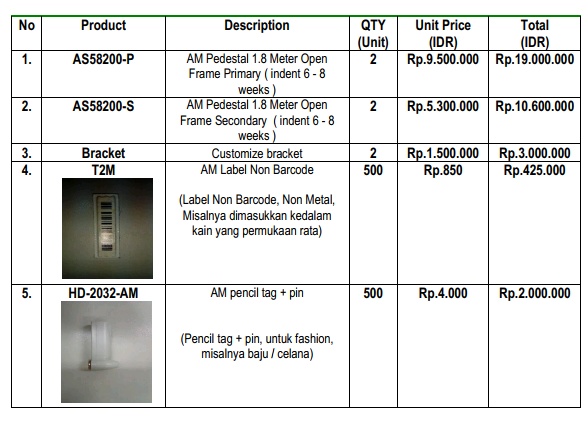 No Product Description QTY (Unit) Unit Price (IDR) Total (IDR)
1. AS58200-P AM Pedestal 1.8 Meter Open Frame Primary ( indent 6 - 8 weeks ) 2 Rp.9.500.000 Rp.19.000.000
2. AS58200-S AM Pedestal 1.8 Meter Open Frame Secondary ( indent 6 - 8 weeks ) 2 Rp.5.300.000 Rp.10.600.000
3. Bracket Customize bracket 2 Rp.1.500.000 Rp.3.000.000
4. T2M AM Label Non Barcode 500 Rp.850 Rp.425.000
(Label Non Barcode, Non Metal,
Misalnya dimasukkan kedalam
kain yang permukaan rata)
5. HD-2032-AM AM pencil tag + pin 500 Rp.4.000 Rp.2.000.000
(Pencil tag + pin, untuk fashion,
misalnya baju / celana)